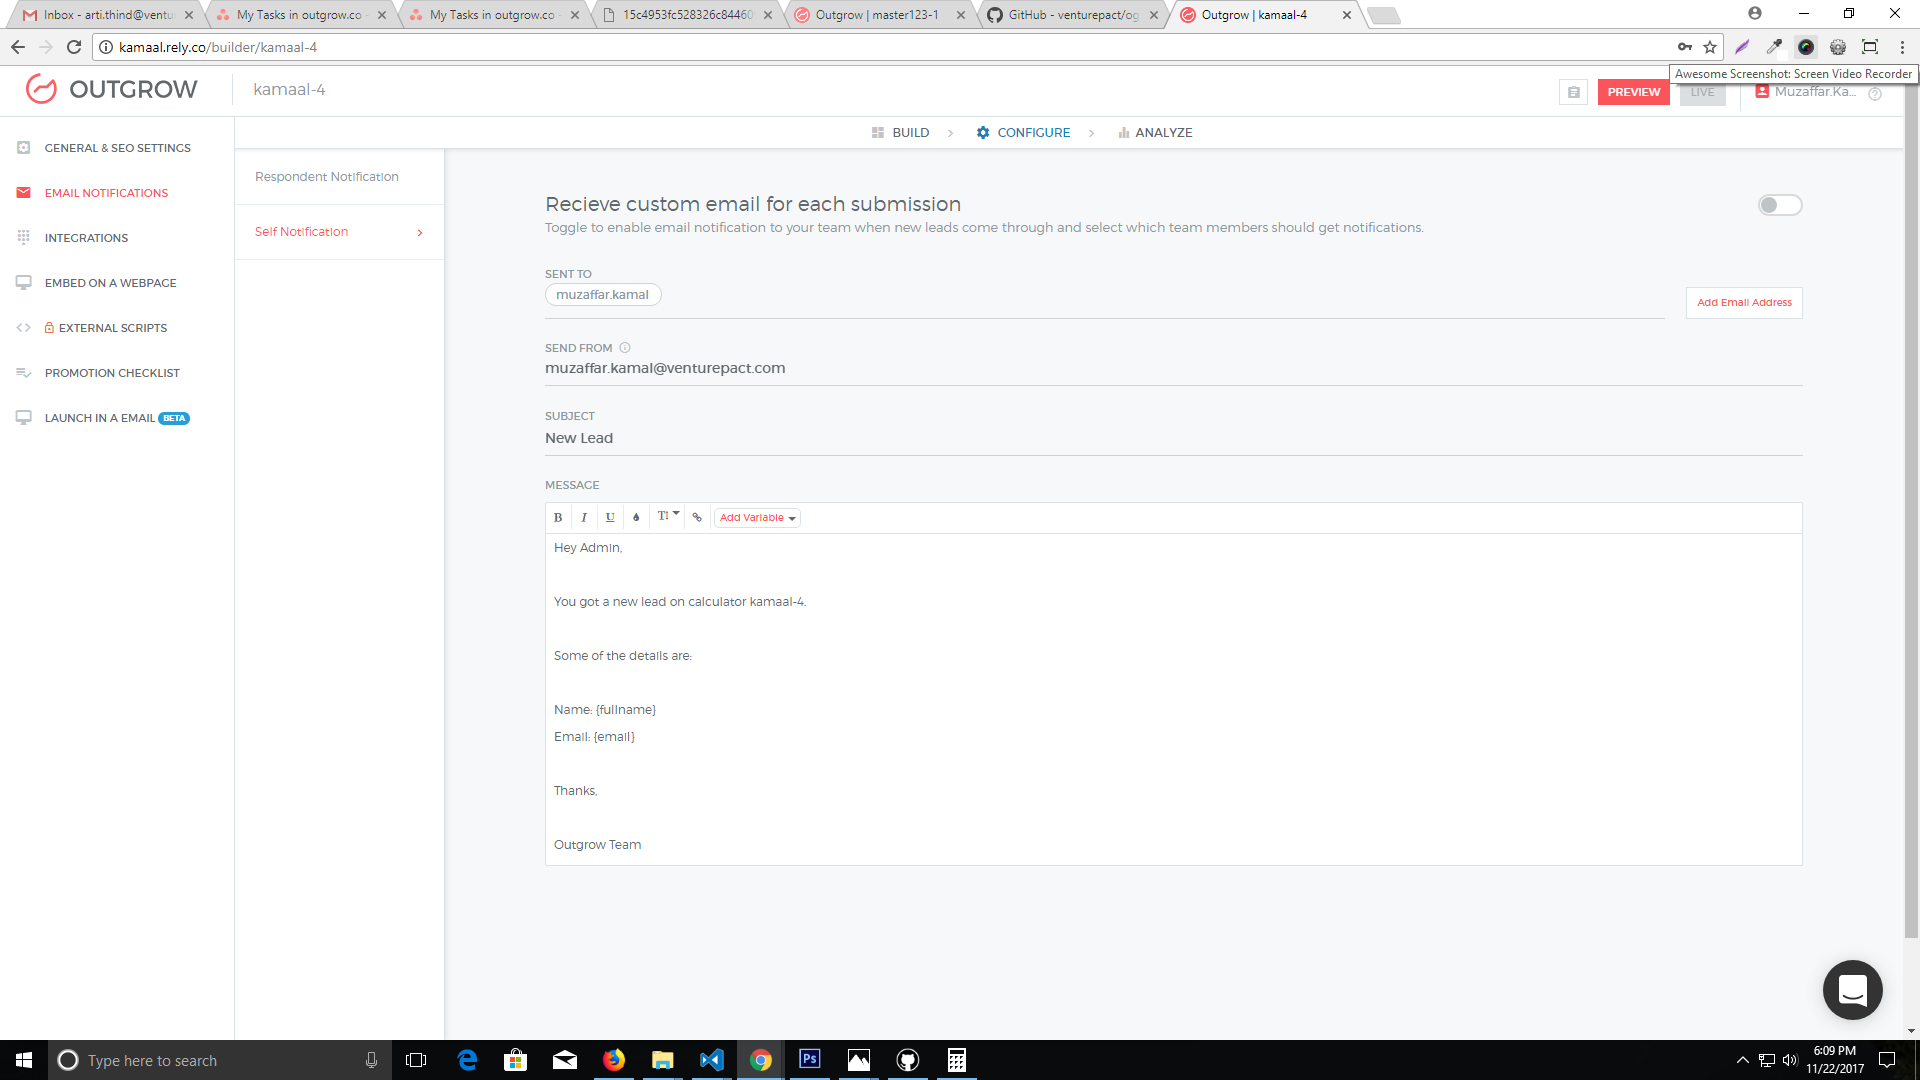 Inbox - arti.thind@ventur
My Tasks in outgrow.co -
My Tasks in outgrow.co -
15c4953fc528326c84460
Outgrow | master123-1
GitHub - venturepact/og
Outgrow | kamaal-4
kamaal.rely.co/builder/kamaal-4
Awesome Screenshot: Screen Video Recorder
OUTGROW
kamaal-4
PREVIEW
LIVE
Muzaffar.Ka...
BUILD
CONFIGURE
ANALYZE
GENERAL & SEO SETTINGS
EMAIL NOTIFICATIONS
INTEGRATIONS
EMBED ON A WEBPAGE
EXTERNAL SCRIPTS
PROMOTION CHECKLIST
LAUNCH IN A EMAIL BETA
Respondent Notification
Self Notification
Recieve custom email for each submission
Toggle to enable email notification to your team when new leads come through and select which team members should get notifications.
SENT TO
muzaffar.kamal
Add Email Address
SEND FROM
muzaffar.kamal@venturepact.com
SUBJECT
New Lead
MESSAGE
B I U TI Add Variable
Hey Admin,
You got a new lead on calculator kamaal-4.
Some of the details are:
Name: {fullname}
Email: {email}
Thanks,
Outgrow Team
Type here to search
Ps
6:09 PM
11/22/2017